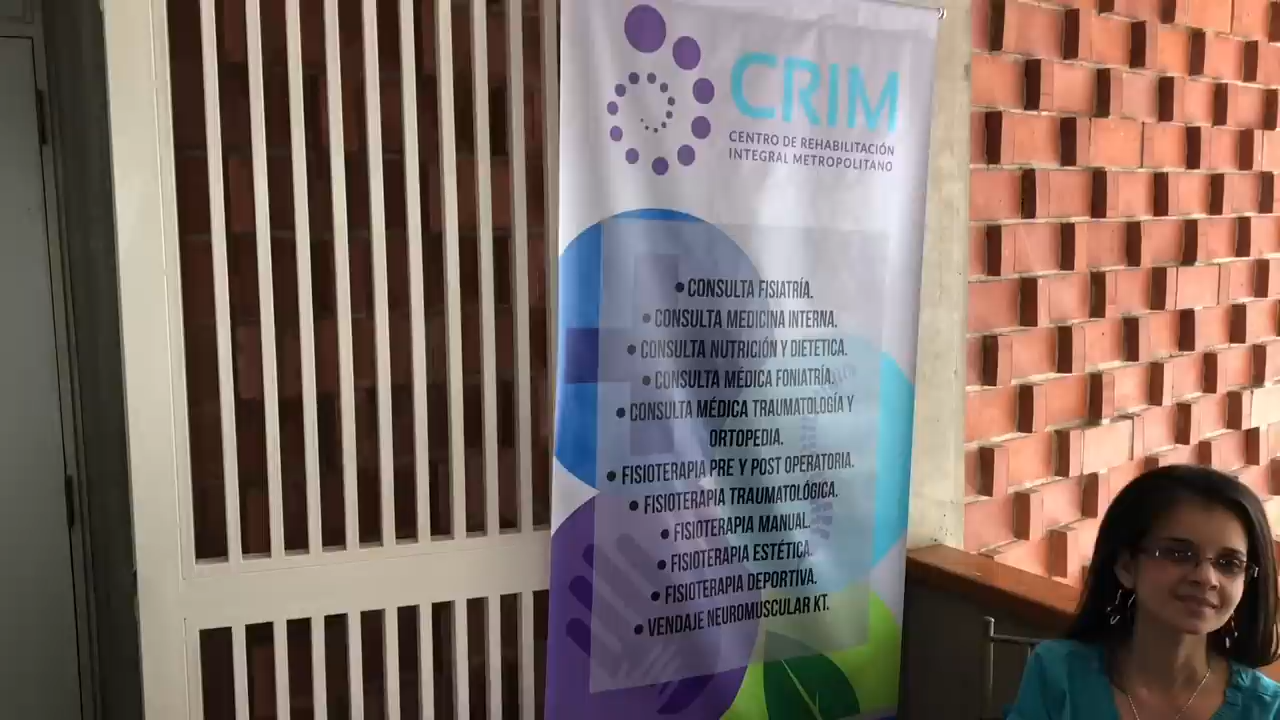 CRIM
CENTRO DE REHABILITACIÓN
INTEGRAL METROPOLITANO
• CONSULTA FISIATRÍA.
• CONSULTA MEDICINA INTERNA.
• CONSULTA NUTRICIÓN Y DIETETICA.
• CONSULTA MÉDICA FONIATRÍA.
• CONSULTA MÉDICA TRAUMATOLOGÍA Y
ORTOPEDIA.
• FISIOTERAPIA PRE Y POST OPERATORIA.
• FISIOTERAPIA TRAUMATOLÓGICA.
• FISIOTERAPIA MANUAL.
• FISIOTERAPIA ESTÉTICA.
• FISIOTERAPIA DEPORTIVA.
• VENDAJE NEUROMUSCULAR KT.